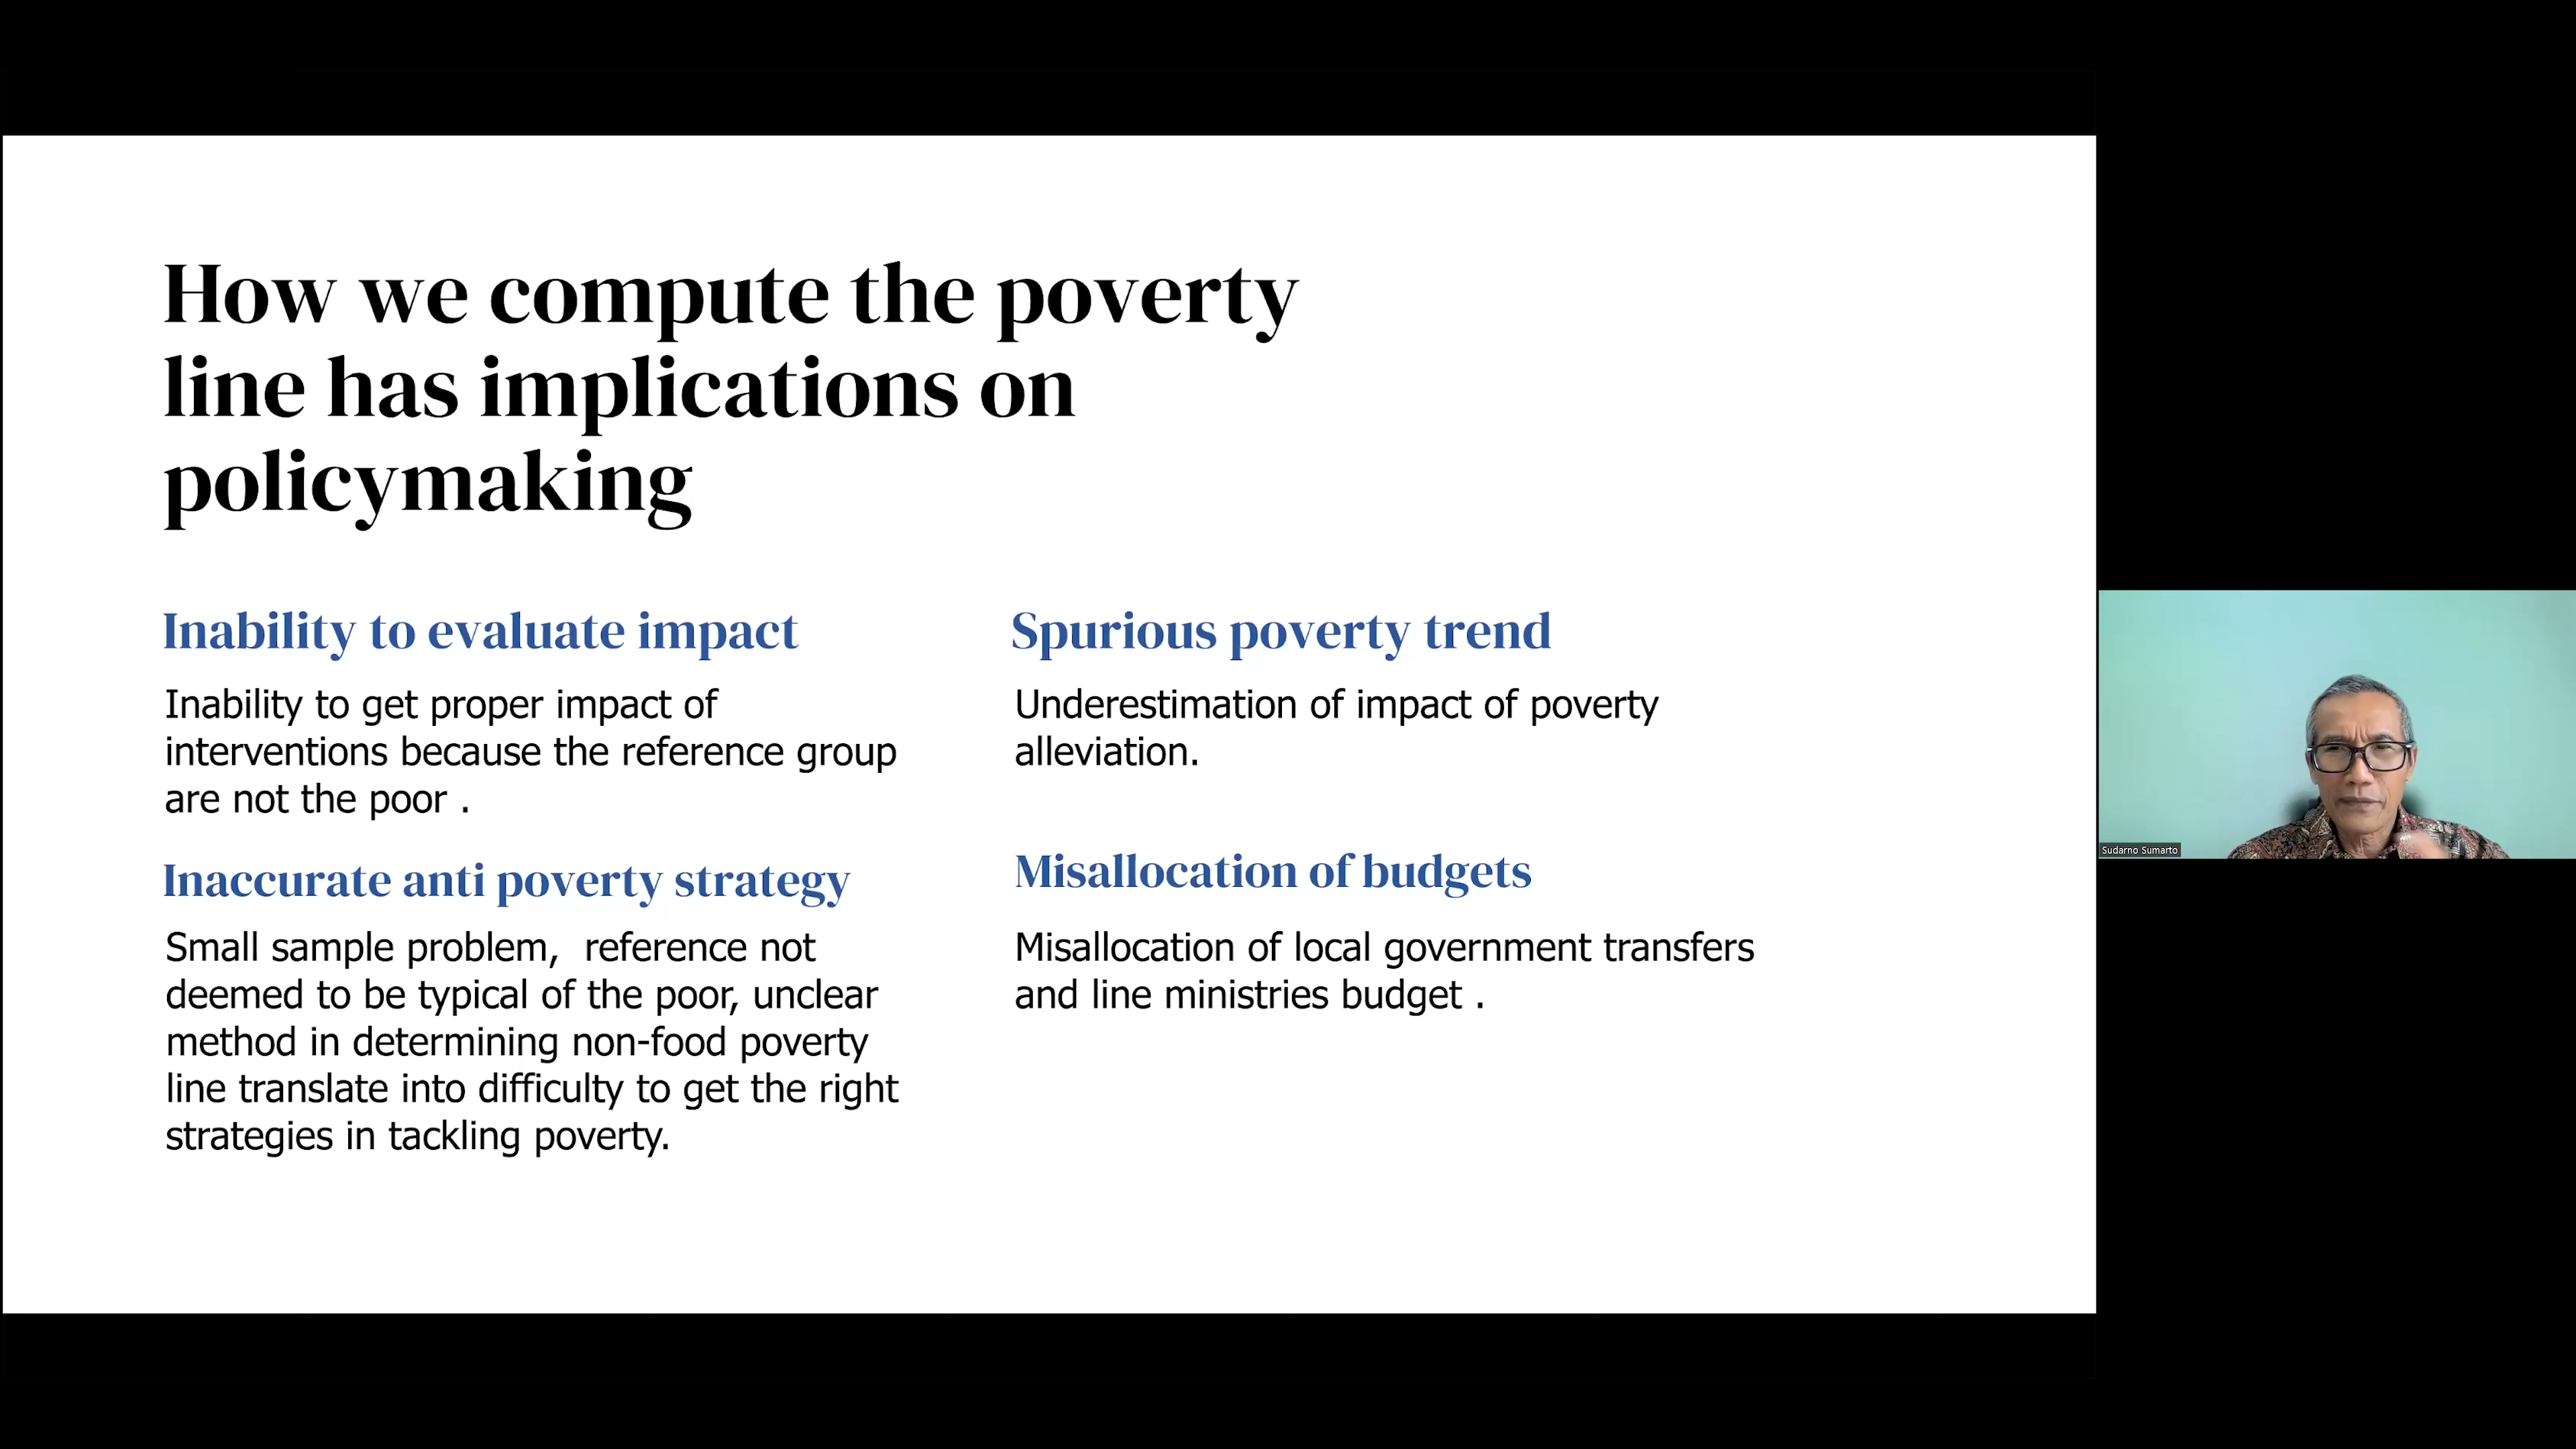 How we compute the poverty
line has implications on
policymaking
Inability to evaluate impact
Inability to get proper impact of
interventions because the reference group
are not the poor .
Inaccurate anti poverty strategy
Small sample problem,  reference not
deemed to be typical of the poor, unclear
method in determining non-food poverty
line translate into difficulty to get the right
strategies in tackling poverty.
Spurious poverty trend
Underestimation of impact of poverty
alleviation.
Misallocation of budgets
Misallocation of local government transfers
and line ministries budget .
Sudarno Sumarto